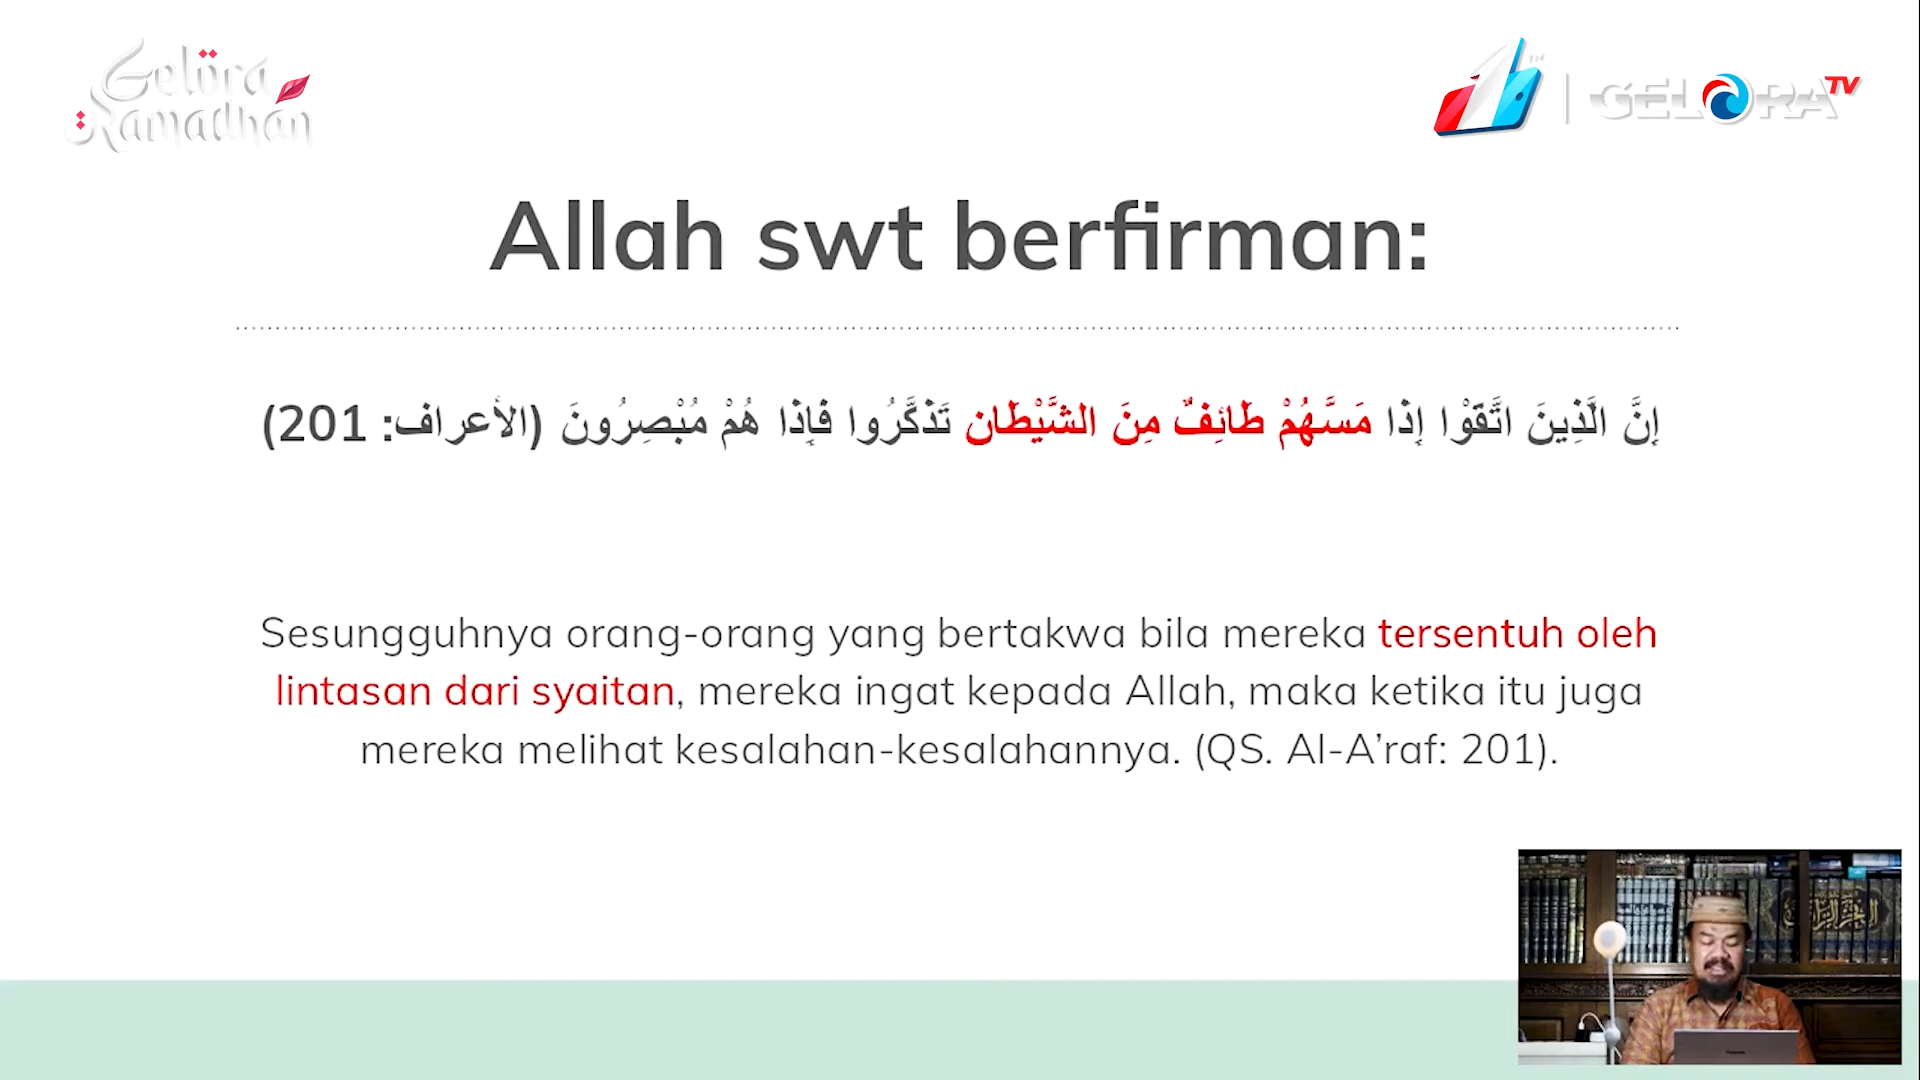 Gelora
Ramadhan
GELORA TV
Allah swt berfirman:
إِنَّ الَّذِينَ اتَّقَوْا إِذَا مَسَّهُمْ طَائِفٌ مِنَ الشَّيْطَان تَذَكَّرُوا فَإِذَا هُمْ مُبْصِرُونَ (الأعراف: 201)
Sesungguhnya orang-orang yang bertakwa bila mereka tersentuh oleh
lintasan dari syaitan, mereka ingat kepada Allah, maka ketika itu juga
mereka melihat kesalahan-kesalahannya. (QS. Al-A’raf: 201).